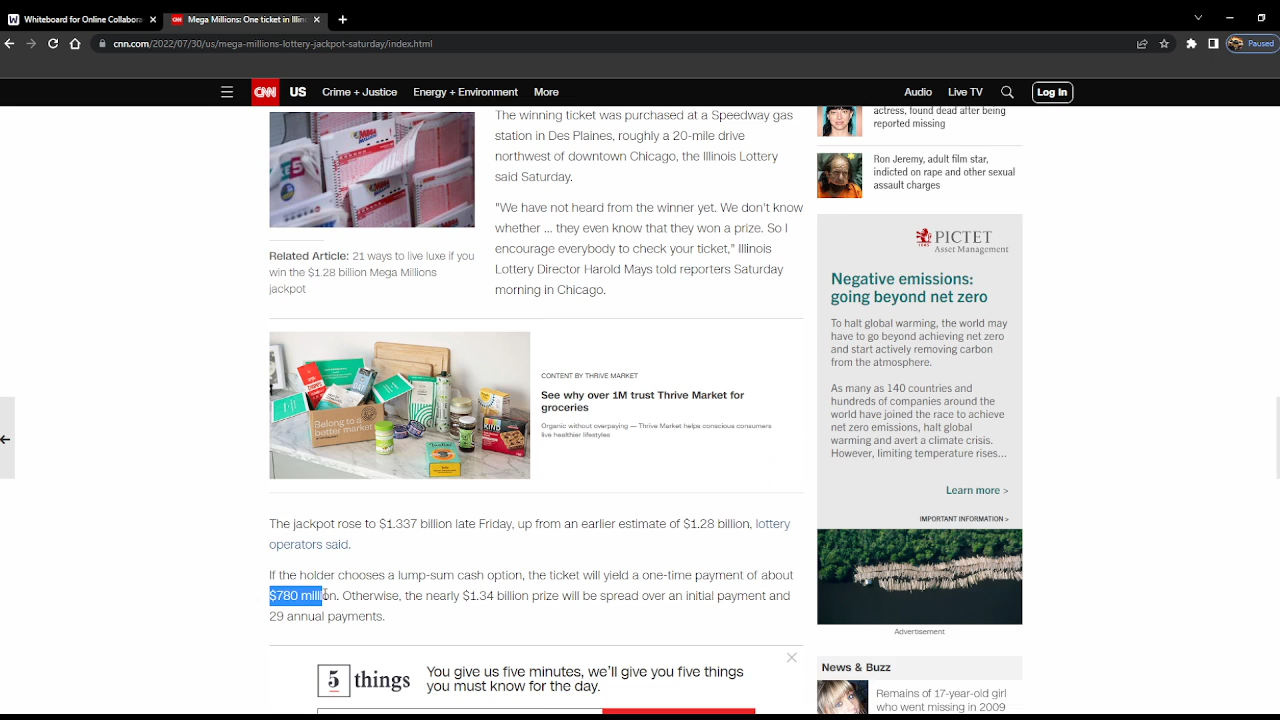 Whiteboard for Online Collabora
Mega Millions: One ticket in Illin
cnn.com/2022/07/30/us/mega-millions-lottery-jackpot-saturday/index.html
Paused
CNN US Crime + Justice Energy + Environment More
Audio Live TV Log In
The winning ticket was purchased at a Speedway gas
station in Des Plaines, roughly a 20-mile drive
northwest of downtown Chicago, the Illinois Lottery
said Saturday.
"We have not heard from the winner yet. We don't know
whether ... they even know that they won a prize. So I
encourage everybody to check your ticket," Illinois
Lottery Director Harold Mays told reporters Saturday
morning in Chicago.
Related Article: 21 ways to live luxe if you
win the $1.28 billion Mega Millions
jackpot
Belong to a
better market
CONTENT BY THRIVE MARKET
See why over 1M trust Thrive Market for
groceries
Organic without overpaying — Thrive Market helps conscious consumers
live healthier lifestyles
The jackpot rose to $1.337 billion late Friday, up from an earlier estimate of $1.28 billion, lottery
operators said.
If the holder chooses a lump-sum cash option, the ticket will yield a one-time payment of about
$780 million. Otherwise, the nearly $1.34 billion prize will be spread over an initial payment and
29 annual payments.
5 things
You give us five minutes, we'll give you five things
you must know for the day.
actress, found dead after being
reported missing
Ron Jeremy, adult film star,
indicted on rape and other sexual
assault charges
PICTET
Asset Management
Negative emissions:
going beyond net zero
To halt global warming, the world may
have to go beyond achieving net zero
and start actively removing carbon
from the atmosphere.
As many as 140 countries and
hundreds of companies around the
world have joined the race to achieve
net zero emissions, halt global
warming and avert a climate crisis.
However, limiting temperature rises...
Learn more >
IMPORTANT INFORMATION >
Advertisement
News & Buzz
Remains of 17-year-old girl
who went missing in 2009